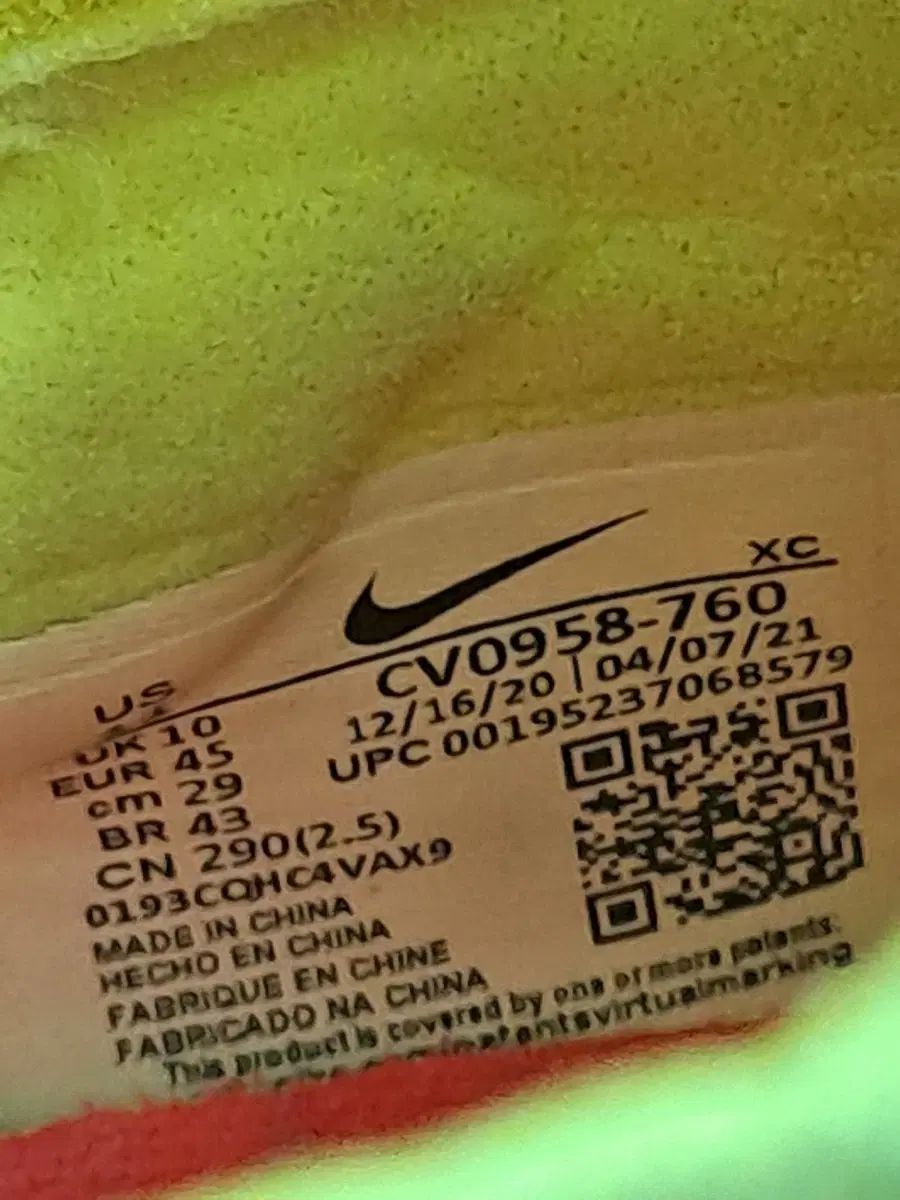 XC
CV0958-760
12/16/20 | 04/07/21
UPC 00195237068579
US
UK 10
EUR 45
cm 29
BR 43
CN 290(2.5)
0193CQHC4VAX9
MADE IN CHINA
HECHO EN CHINA
FABRIQUE EN CHINE
FABRICADO NA CHINA
This product is covered by one or more patents.